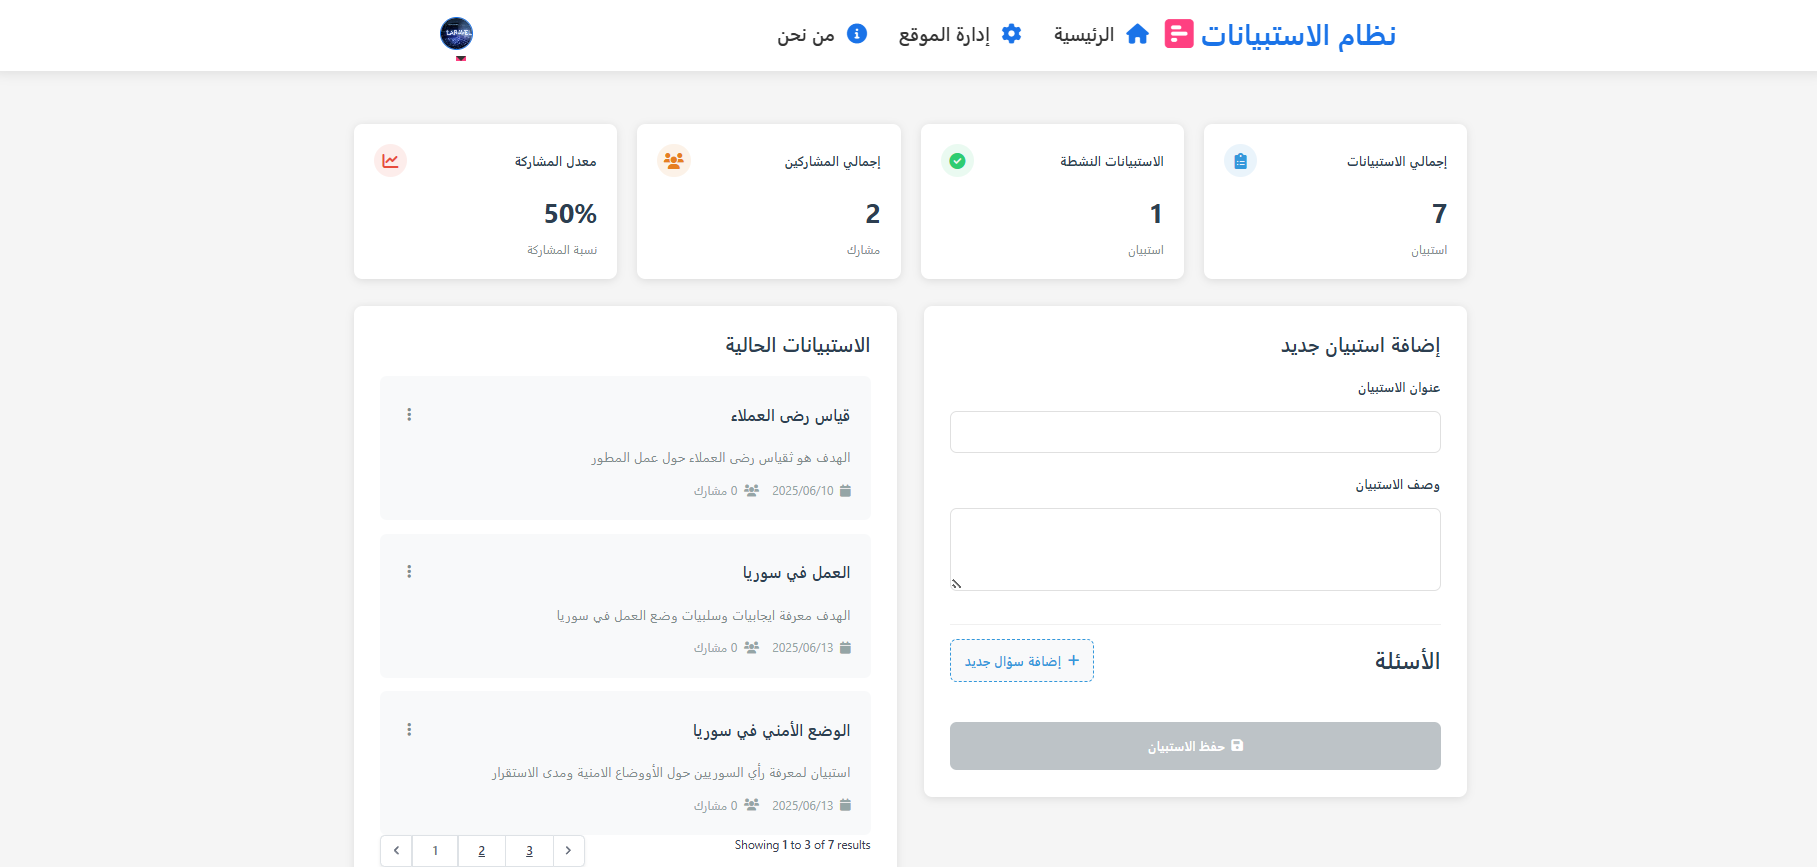 نظام الاستبيانات
الرئيسية
إدارة الموقع
من نحن
LARAVEL
إجمالي الاستبيانات
7
استبيان
الاستبيانات النشطة
1
استبيان
إجمالي المشاركين
2
مشارك
معدل المشاركة
50%
نسبة المشاركة
إضافة استبيان جديد
عنوان الاستبيان
وصف الاستبيان
الأسئلة
إضافة سؤال جديد
حفظ الاستبيان
الاستبيانات الحالية
قياس رضى العملاء
الهدف هو ثقياس رضى العملاء حول عمل المطور
2025/06/10 0 مشارك
العمل في سوريا
الهدف معرفة ايجابيات وسلبيات وضع العمل في سوريا
2025/06/13 0 مشارك
الوضع الأمني في سوريا
استبيان لمعرفة رأي السوريين حول الأووضاع الامنية ومدى الاستقرار
2025/06/13 0 مشارك
Showing 1 to 3 of 7 results
1 2 3